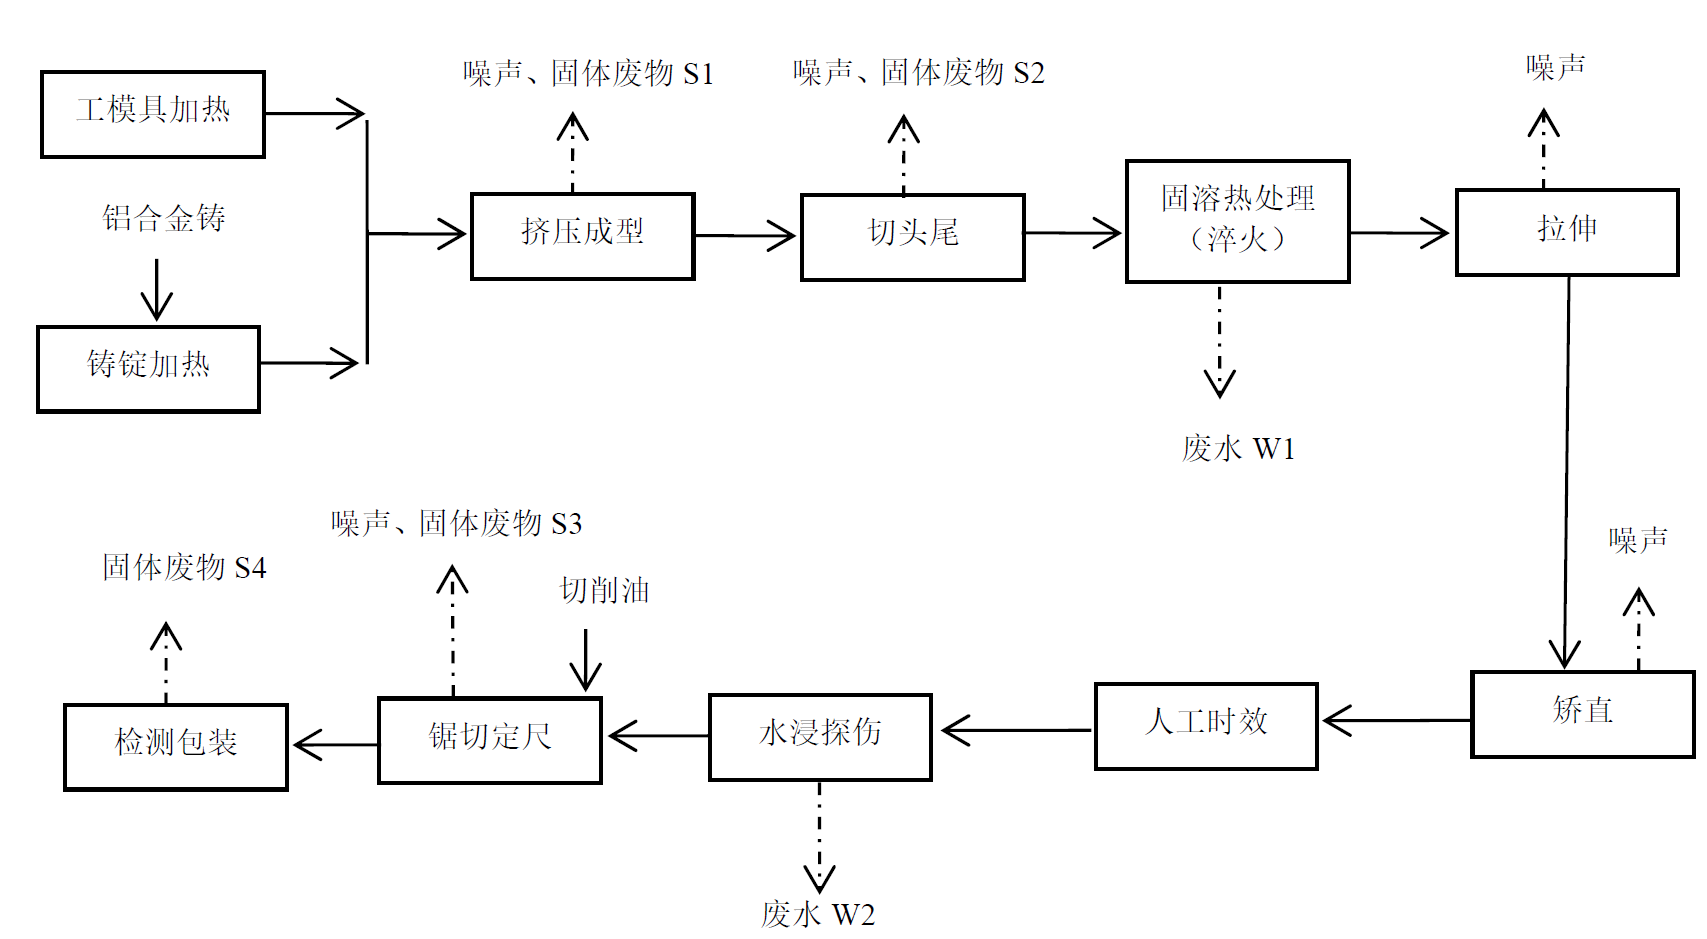 噪声、固体废物 S1
噪声、固体废物 S2
噪声
工模具加热
铝合金铸
铸锭加热
挤压成型
切头尾
固溶热处理
（淬火）
拉伸
废水 W1
噪声
矫直
人工时效
水浸探伤
废水 W2
切削油
噪声、固体废物 S3
锯切定尺
固体废物 S4
检测包装